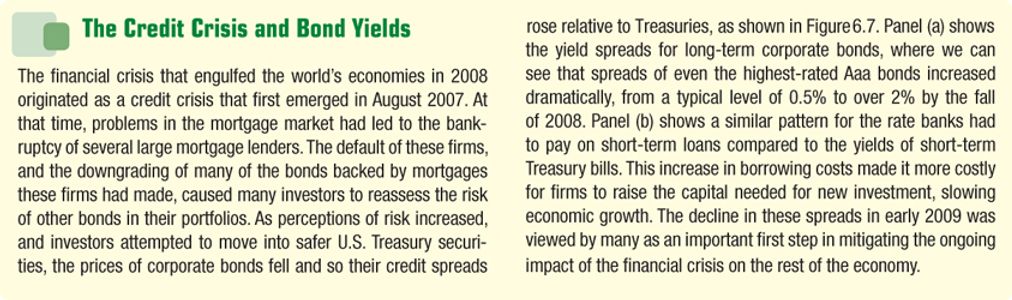 The Credit Crisis and Bond Yields
The financial crisis that engulfed the world's economies in 2008
originated as a credit crisis that first emerged in August 2007. At
that time, problems in the mortgage market had led to the bank-
ruptcy of several large mortgage lenders. The default of these firms,
and the downgrading of many of the bonds backed by mortgages
these firms had made, caused many investors to reassess the risk
of other bonds in their portfolios. As perceptions of risk increased,
and investors attempted to move into safer U.S. Treasury securi-
ties, the prices of corporate bonds fell and so their credit spreads
rose relative to Treasuries, as shown in Figure 6.7. Panel (a) shows
the yield spreads for long-term corporate bonds, where we can
see that spreads of even the highest-rated Aaa bonds increased
dramatically, from a typical level of 0.5% to over 2% by the fall
of 2008. Panel (b) shows a similar pattern for the rate banks had
to pay on short-term loans compared to the yields of short-term
Treasury bills. This increase in borrowing costs made it more costly
for firms to raise the capital needed for new investment, slowing
economic growth. The decline in these spreads in early 2009 was
viewed by many as an important first step in mitigating the ongoing
impact of the financial crisis on the rest of the economy.